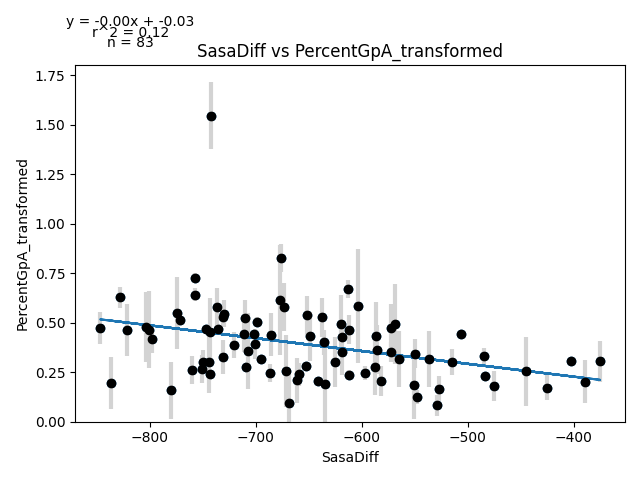 y = -0.00x + -0.03
r^2 = 0.12
n = 83
SasaDiff vs PercentGpA_transformed
PercentGpA_transformed
1.75
1.50
1.25
1.00
0.75
0.50
0.25
0.00
−800 −700 −600 −500 −400
SasaDiff